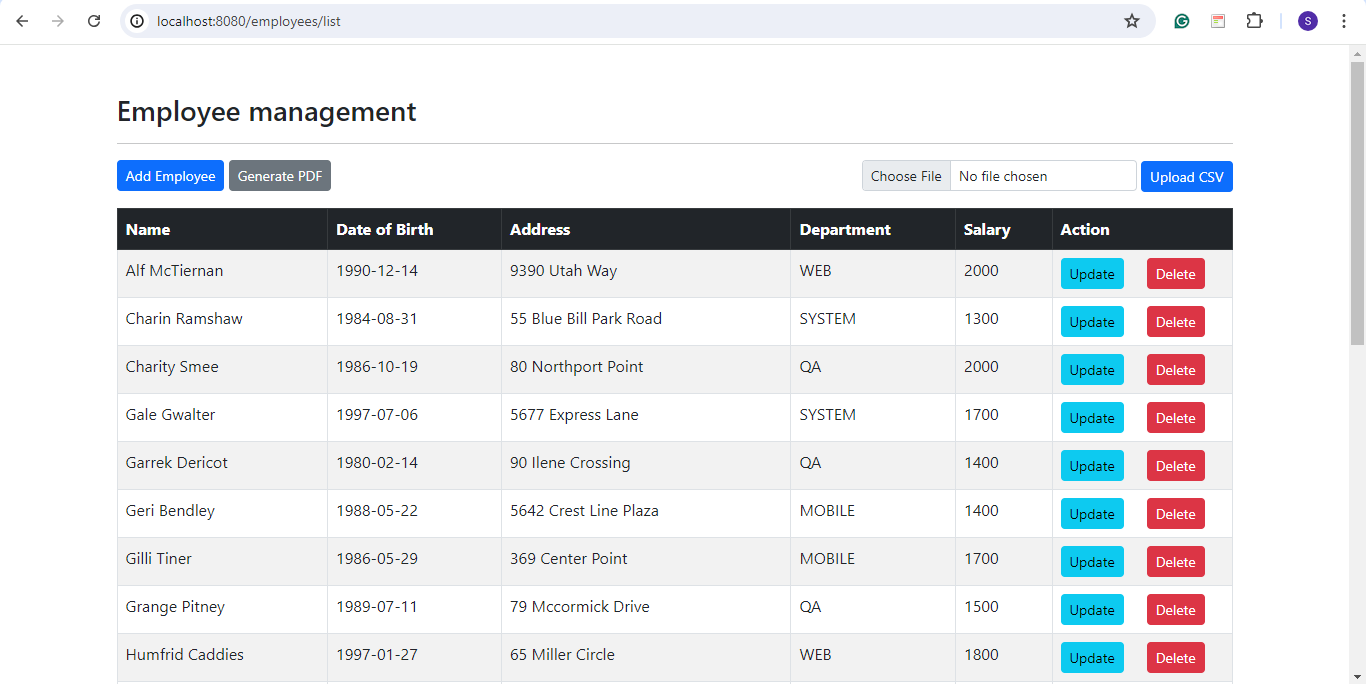 localhost:8080/employees/list
S
Employee management
Add Employee Generate PDF Choose File No file chosen Upload CSV
Name Date of Birth Address Department Salary Action
Alf McTiernan 1990-12-14 9390 Utah Way WEB 2000 Update Delete
Charin Ramshaw 1984-08-31 55 Blue Bill Park Road SYSTEM 1300 Update Delete
Charity Smee 1986-10-19 80 Northport Point QA 2000 Update Delete
Gale Gwalter 1997-07-06 5677 Express Lane SYSTEM 1700 Update Delete
Garrek Dericot 1980-02-14 90 Ilene Crossing QA 1400 Update Delete
Geri Bendley 1988-05-22 5642 Crest Line Plaza MOBILE 1400 Update Delete
Gilli Tiner 1986-05-29 369 Center Point MOBILE 1700 Update Delete
Grange Pitney 1989-07-11 79 Mccormick Drive QA 1500 Update Delete
Humfrid Caddies 1997-01-27 65 Miller Circle WEB 1800 Update Delete